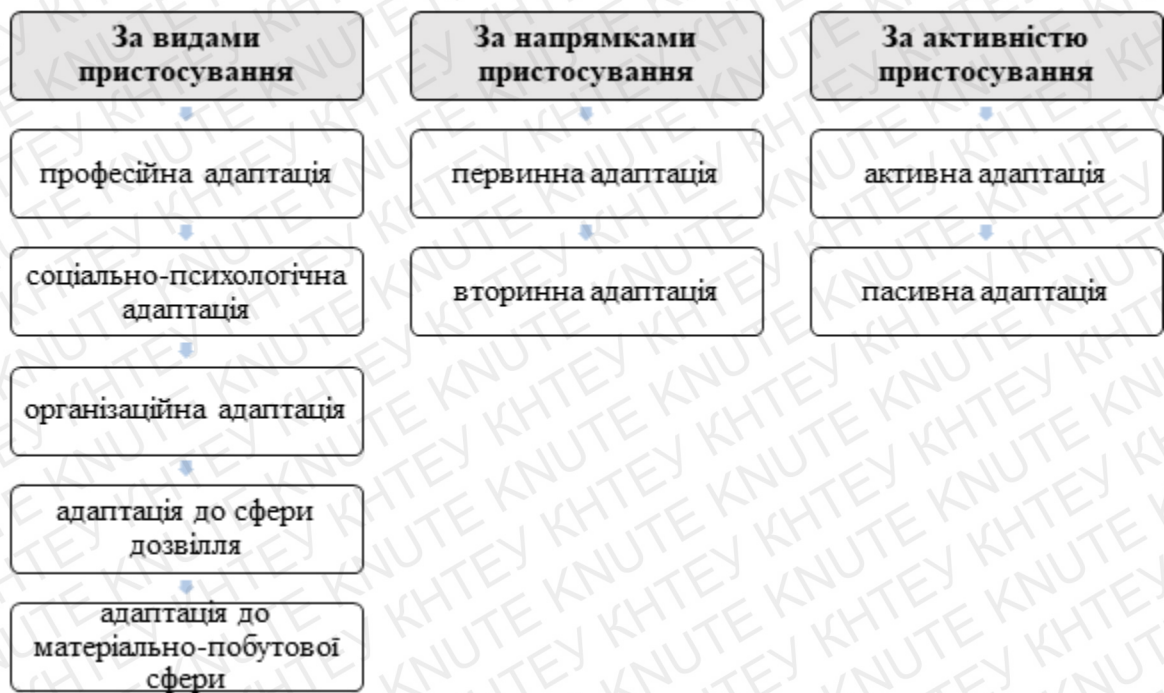 За видами
пристосування
професійна адаптація
соціально-психологічна
адаптація
організаційна адаптація
адаптація до сфери
дозвілля
адаптація до
матеріально-побутової
сфери
За напрямками
пристосування
первинна адаптація
вторинна адаптація
За активністю
пристосування
активна адаптація
пасивна адаптація